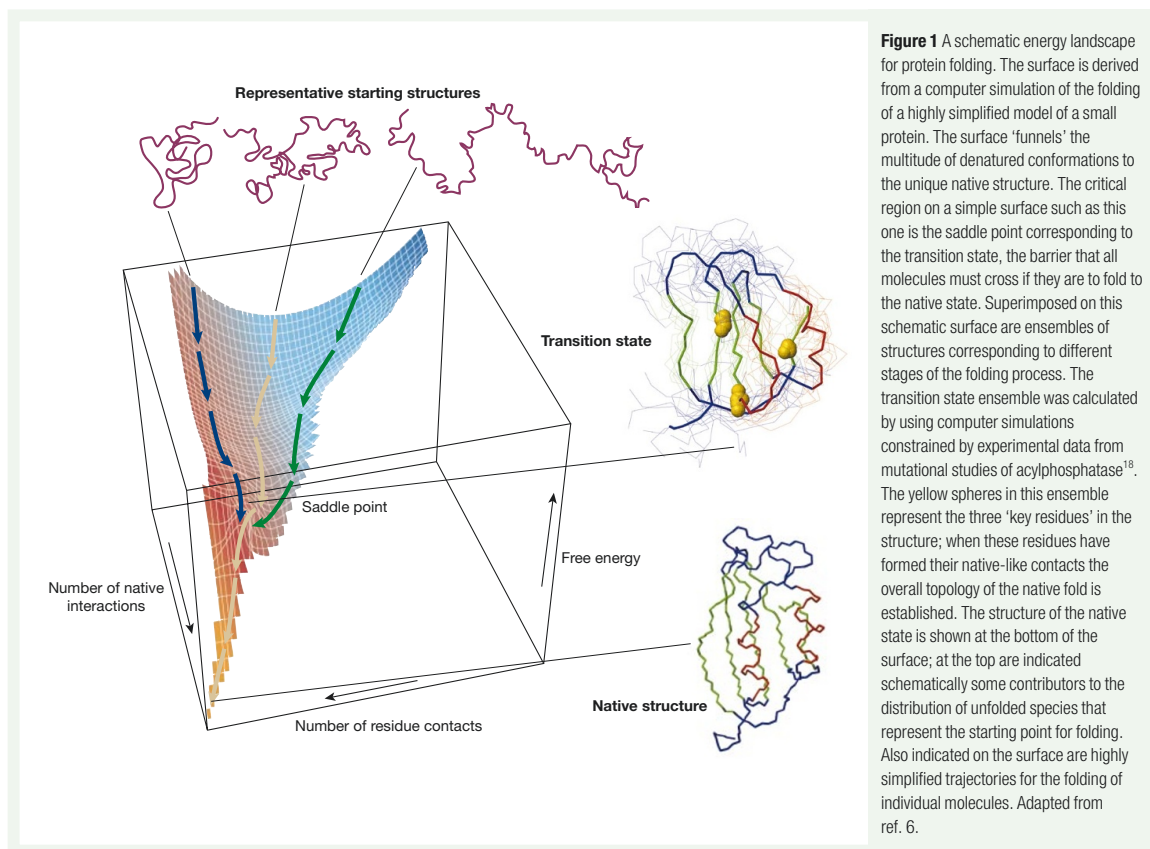 Representative starting structures
Transition state
Saddle point
Number of native
interactions
Free energy
Native structure
Number of residue contacts
Figure 1 A schematic energy landscape
for protein folding. The surface is derived
from a computer simulation of the folding
of a highly simplified model of a small
protein. The surface ‘funnels’ the
multitude of denatured conformations to
the unique native structure. The critical
region on a simple surface such as this
one is the saddle point corresponding to
the transition state, the barrier that all
molecules must cross if they are to fold to
the native state. Superimposed on this
schematic surface are ensembles of
structures corresponding to different
stages of the folding process. The
transition state ensemble was calculated
by using computer simulations
constrained by experimental data from
mutational studies of acylphosphatase18.
The yellow spheres in this ensemble
represent the three ‘key residues’ in the
structure; when these residues have
formed their native-like contacts the
overall topology of the native fold is
established. The structure of the native
state is shown at the bottom of the
surface; at the top are indicated
schematically some contributors to the
distribution of unfolded species that
represent the starting point for folding.
Also indicated on the surface are highly
simplified trajectories for the folding of
individual molecules. Adapted from
ref. 6.